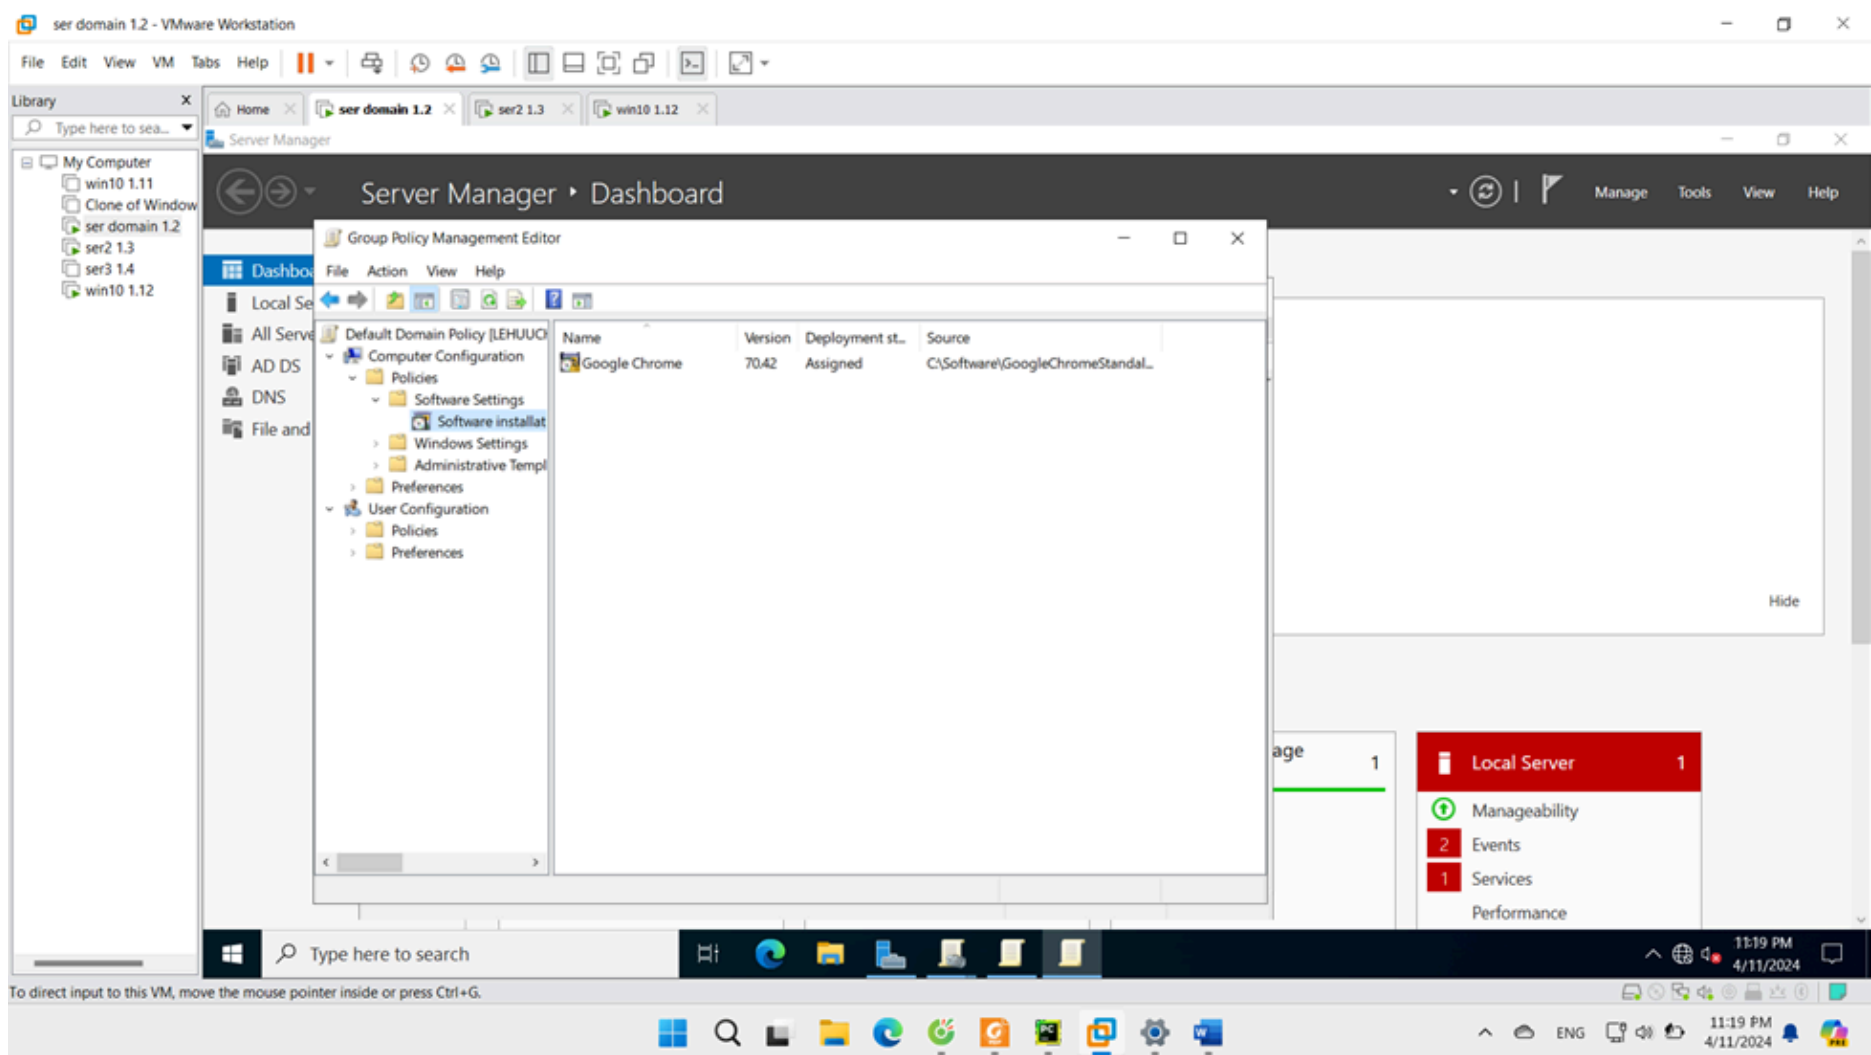 ser domain 1.2 - VMware Workstation
File Edit View VM Tabs Help
Library
Home
ser domain 1.2
ser2 1.3
win10 1.12
Type here to sea...
Server Manager
My Computer
win10 1.11
Clone of Window
ser domain 1.2
ser2 1.3
ser3 1.4
win10 1.12
Server Manager • Dashboard
Manage Tools View Help
Group Policy Management Editor
File Action View Help
Dashboa
Local Se
All Serve
AD DS
DNS
File and
Default Domain Policy [LEHUUCH
Computer Configuration
Policies
Software Settings
Software installat
Windows Settings
Administrative Templ
Preferences
User Configuration
Policies
Preferences
Name Version Deployment st... Source
Google Chrome 70.42 Assigned C:\Software\GoogleChromeStandal...
Hide
age 1
Local Server 1
Manageability
2 Events
1 Services
Performance
Type here to search
11:19 PM
4/11/2024
To direct input to this VM, move the mouse pointer inside or press Ctrl+G.
ENG
11:19 PM
4/11/2024